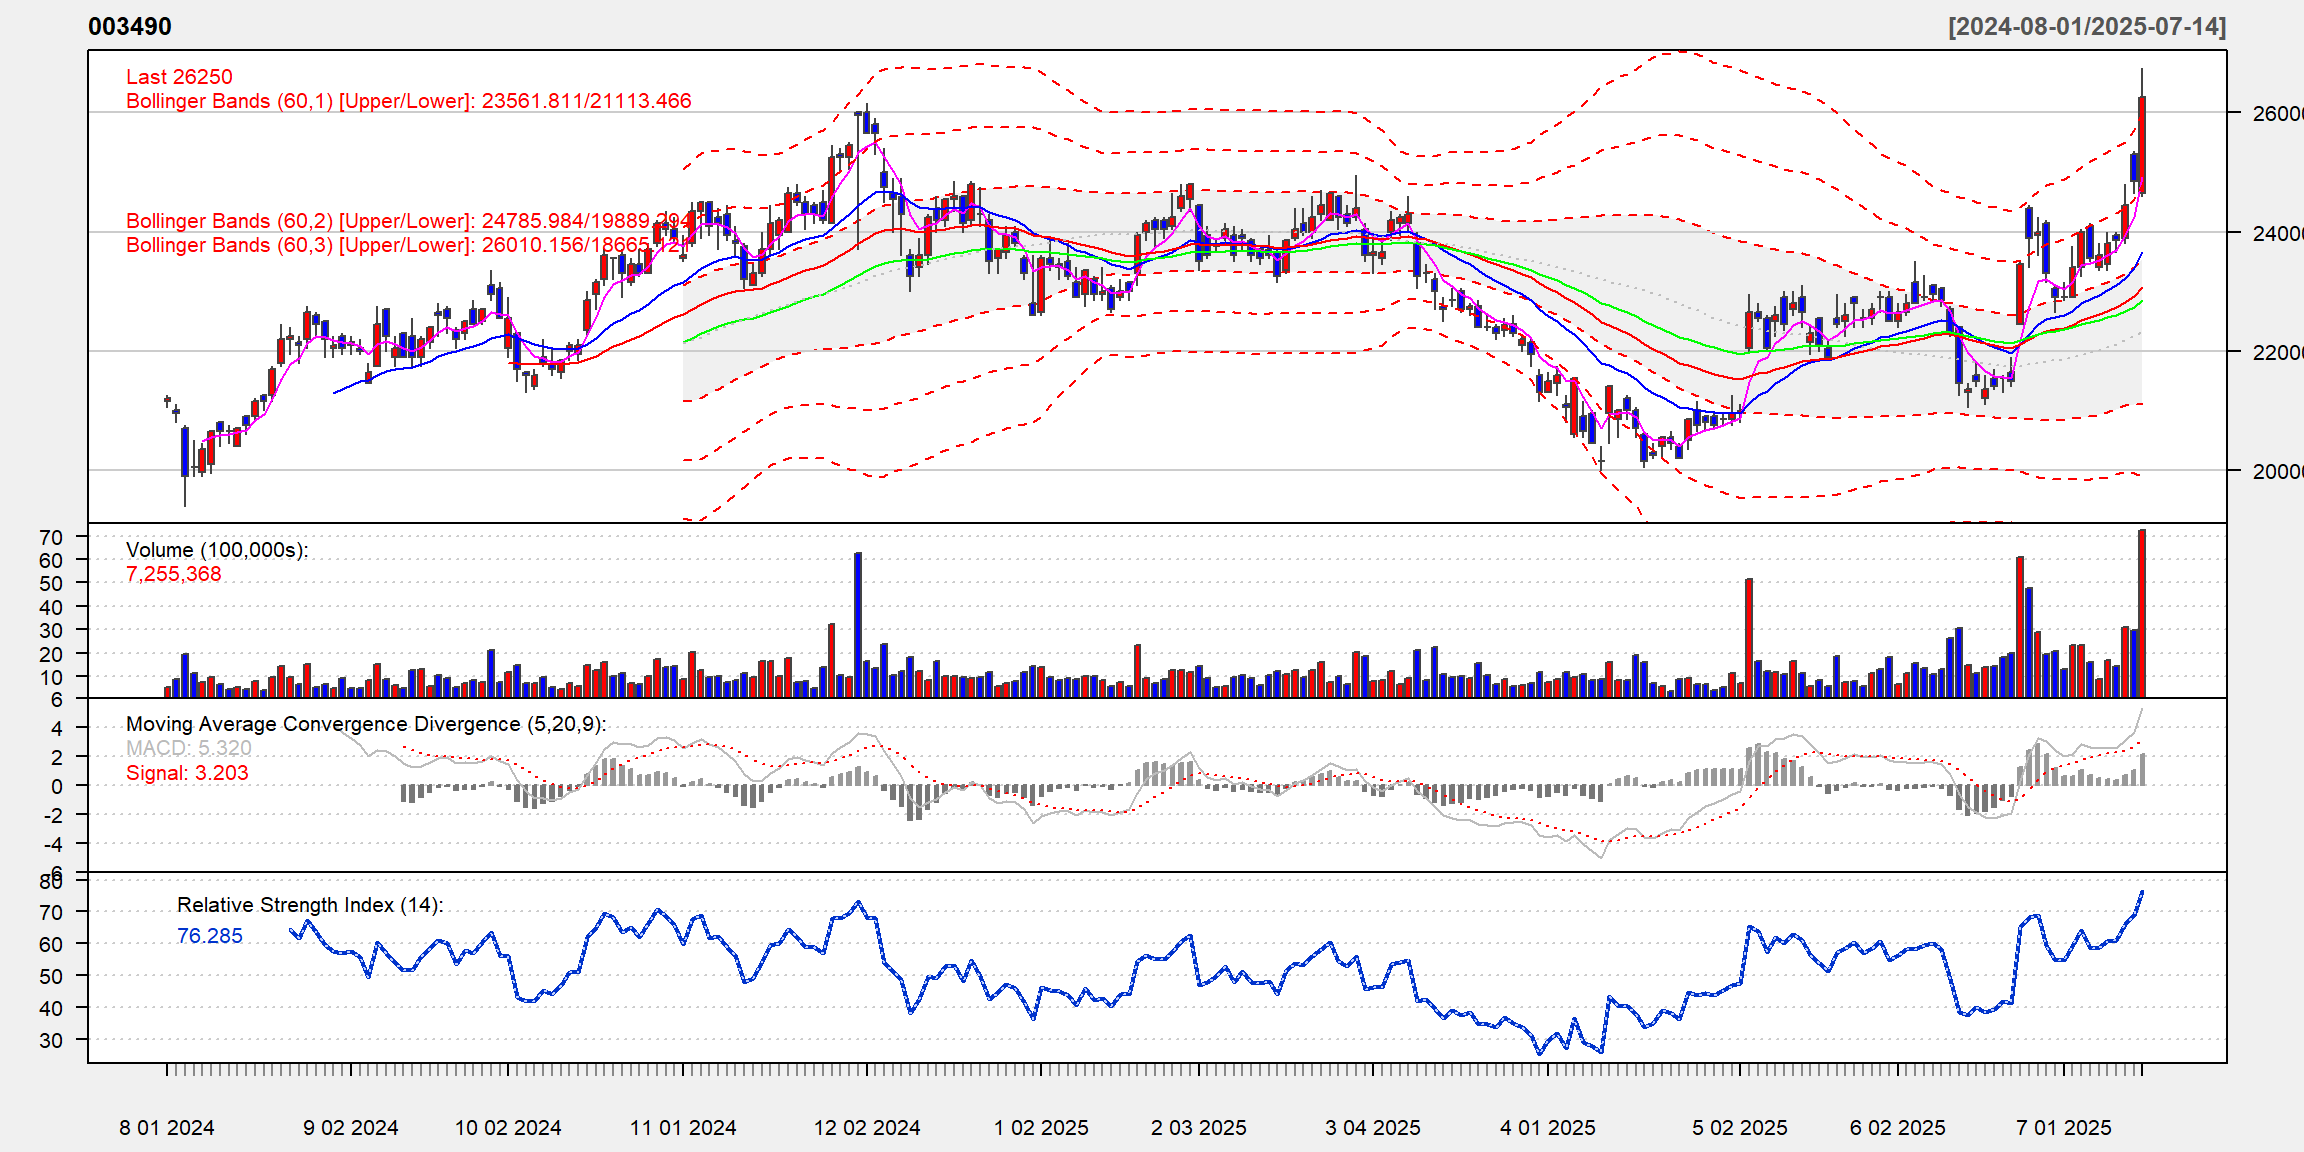 003490 [2024-08-01/2025-07-14]
Last 26250
Bollinger Bands (60,1) [Upper/Lower]: 23561.811/21113.466
Bollinger Bands (60,2) [Upper/Lower]: 24785.984/19889.294
Bollinger Bands (60,3) [Upper/Lower]: 26010.156/18665.121
26000
24000
22000
20000
Volume (100,000s):
7,255,368
70
60
50
40
30
20
10
Moving Average Convergence Divergence (5,20,9):
MACD: 5.320
Signal: 3.203
6
4
2
0
-2
-4
-6
Relative Strength Index (14):
76.285
80
70
60
50
40
30
8 01 2024 9 02 2024 10 02 2024 11 01 2024 12 02 2024 1 02 2025 2 03 2025 3 04 2025 4 01 2025 5 02 2025 6 02 2025 7 01 2025